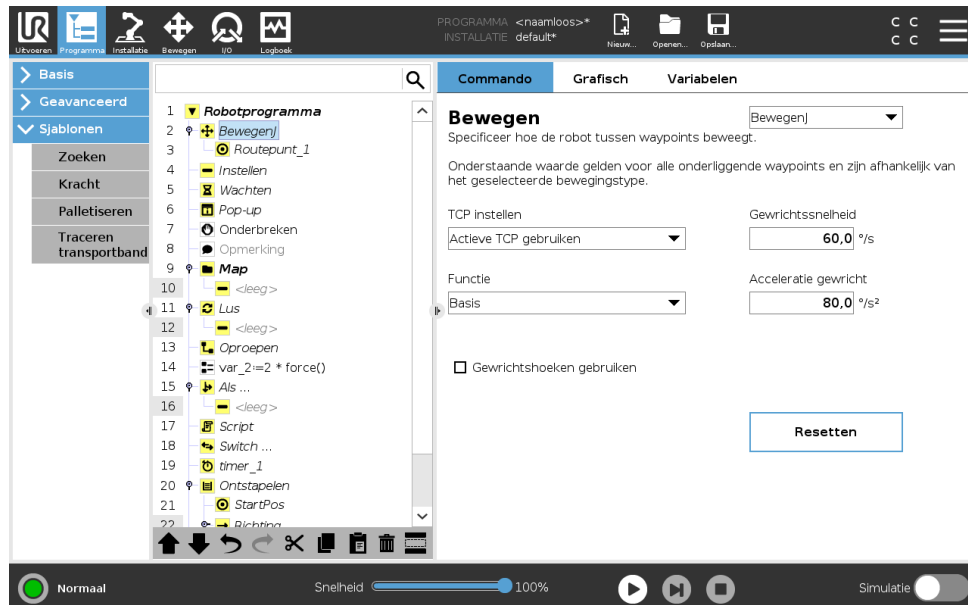 UR
PROGRAMMA <naamloos>*
INSTALLATIE default*
Uitvoeren Programma Installatie Bewegen I/O Logboek
Nieuw... Openen... Opslaan...
C C
C C
Basis
Geavanceerd
Sjablonen
Zoeken
Kracht
Palletiseren
Traceren
transportband
1 Robotprogramma
2 BewegenJ
3 Routepunt_1
4 Instellen
5 Wachten
6 Pop-up
7 Onderbreken
8 Opmerking
9 Map
10 <leeg>
11 Lus
12 <leeg>
13 Oproepen
14 var_2:=2 * force()
15 Als ...
16 <leeg>
17 Script
18 Switch ...
19 timer_1
20 Ontstapelen
21 StartPos
22 Richting
Commando Grafisch Variabelen
Bewegen
BewegenJ
Specificeer hoe de robot tussen waypoints beweegt.
Onderstaande waarde gelden voor alle onderliggende waypoints en zijn afhankelijk van
het geselecteerde bewegingstype.
TCP instellen Gewrichtssnelheid
Actieve TCP gebruiken 60,0 °/s
Functie Acceleratie gewricht
Basis 80,0 °/s²
Gewrichtshoeken gebruiken
Resetten
Normaal Snelheid 100% Simulatie